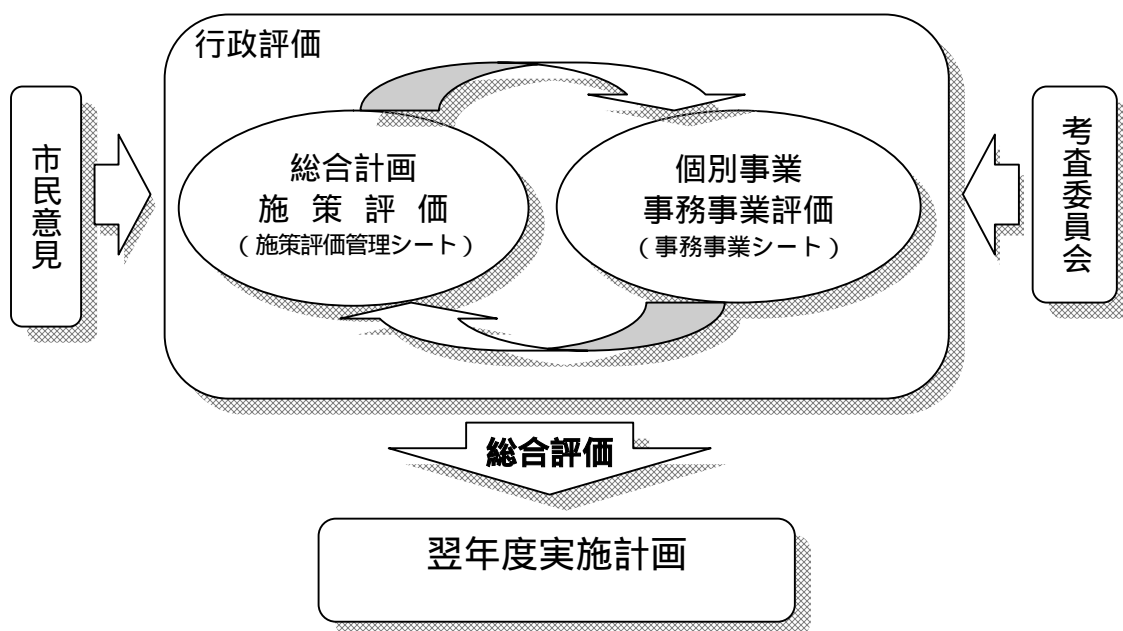 行政評価
市民意見
総合計画
施策評価
（施策評価管理シート）
個別事業
事務事業評価
（事務事業シート）
考査委員会
総合評価
翌年度実施計画